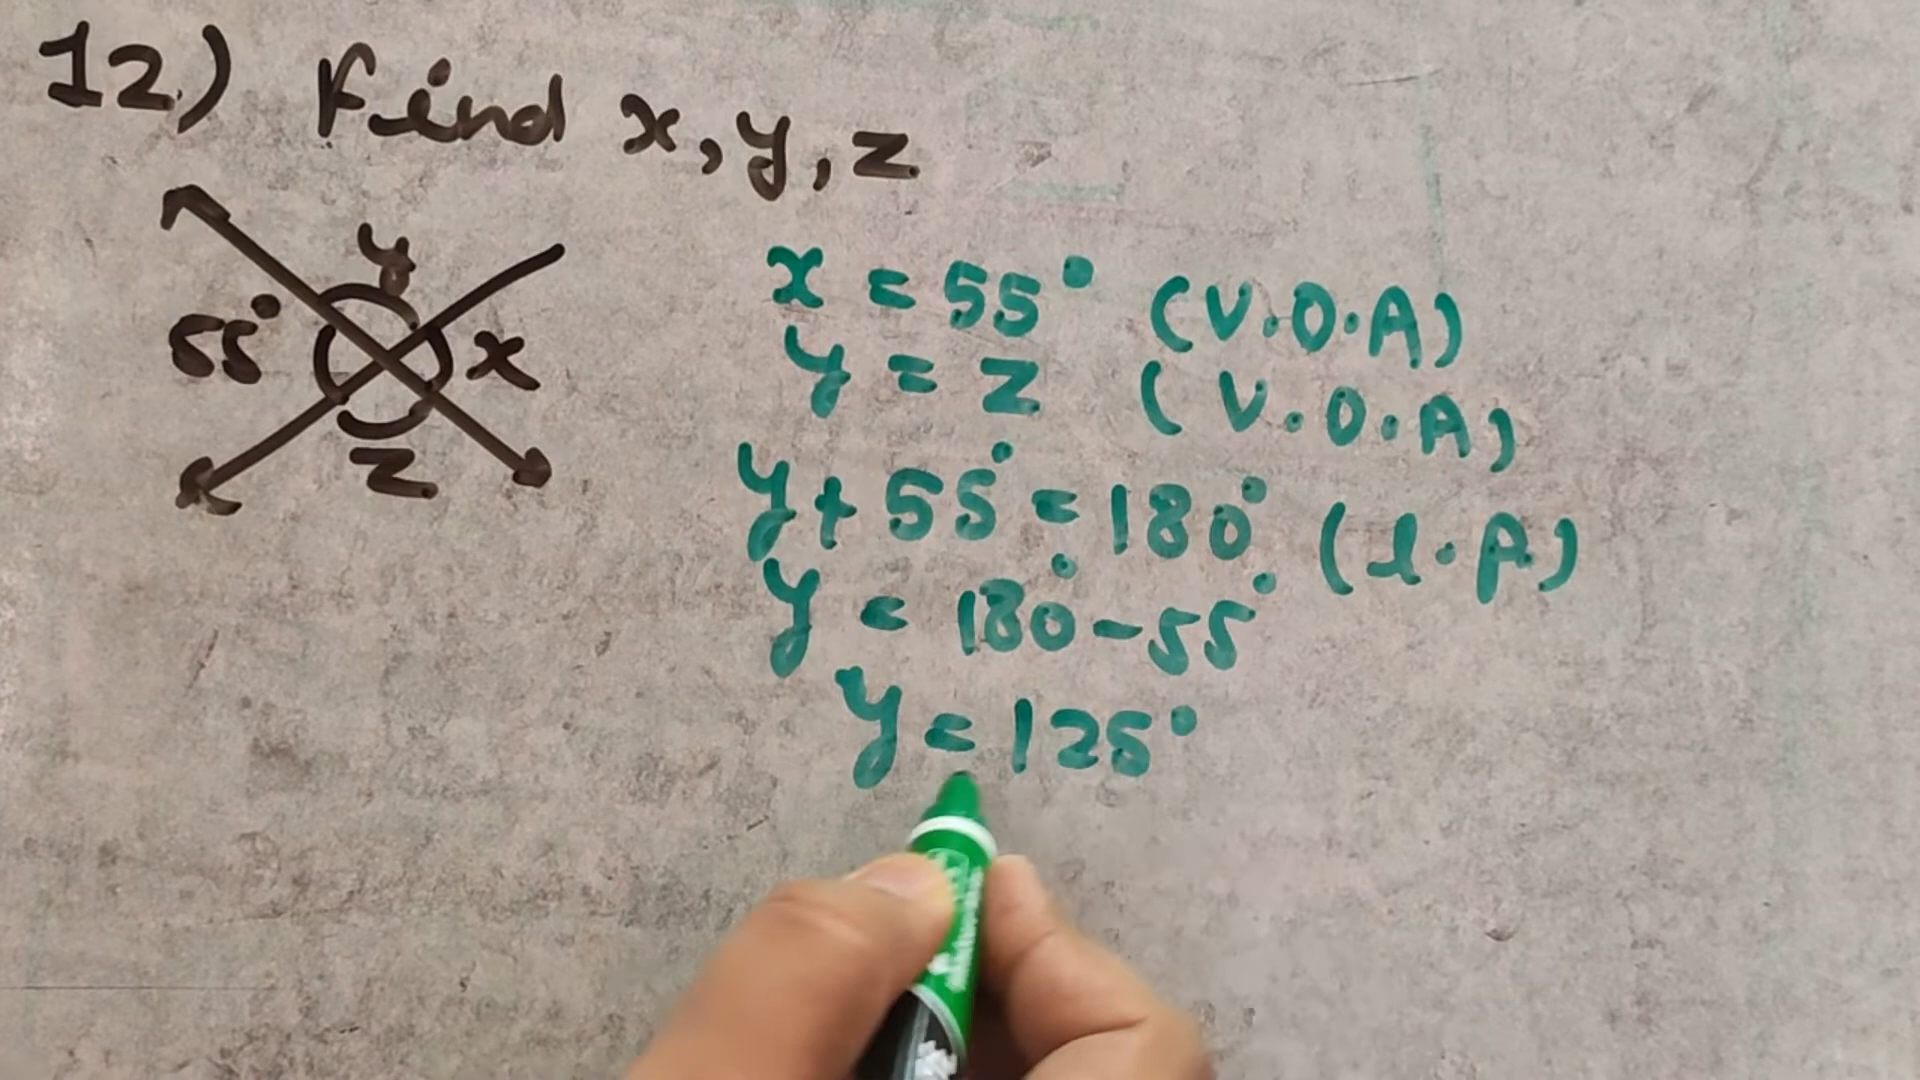 12.) Find x, y, z
y
55°
x
z
x = 55° (V.O.A)
y = z (V.O.A)
y + 55° = 180° (l.p)
y = 180° - 55°
y = 125°